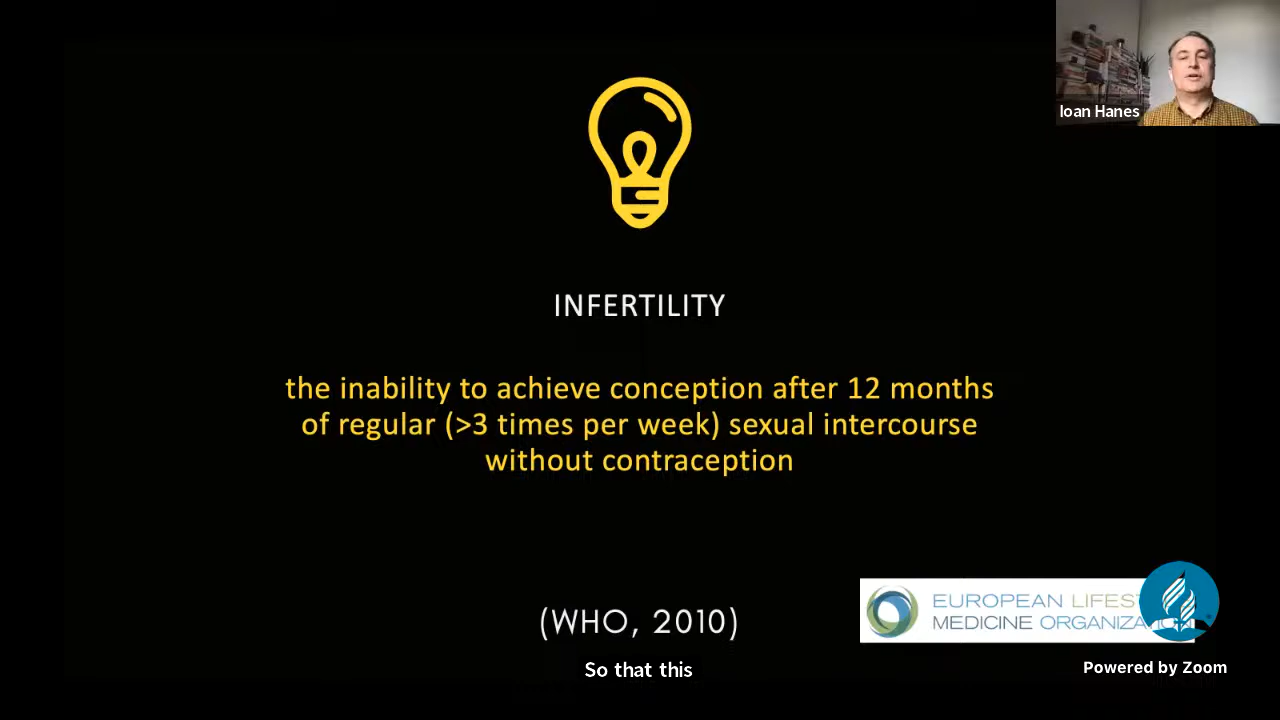 Ioan Hanes
INFERTILITY
the inability to achieve conception after 12 months
of regular (>3 times per week) sexual intercourse
without contraception
(WHO, 2010)
EUROPEAN
MEDICINE
So that this
Powered by Zoom